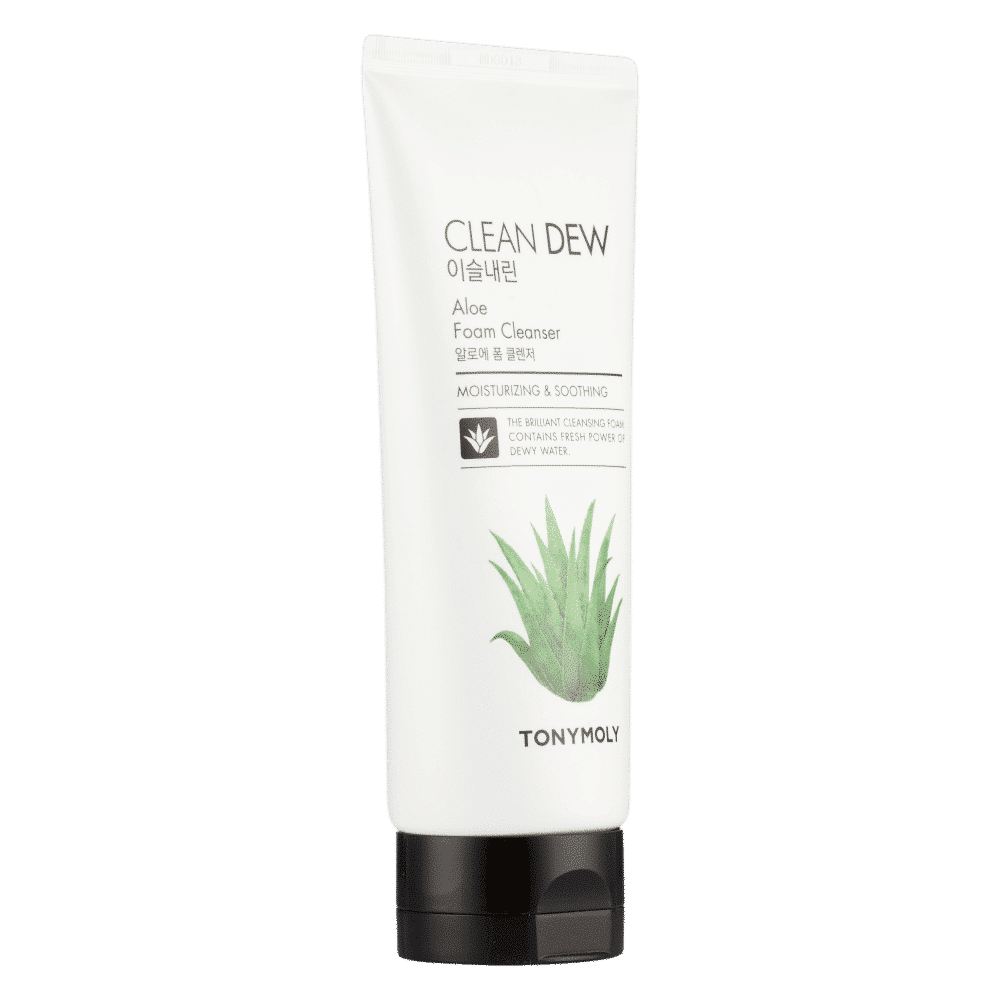 CLEAN DEW
이슬내린
Aloe
Foam Cleanser
알로에 폼 클렌저
MOISTURIZING & SOOTHING
THE BRILLIANT CLEANSING FOAM
CONTAINS FRESH POWER OF
DEWY WATER.
TONYMOLY